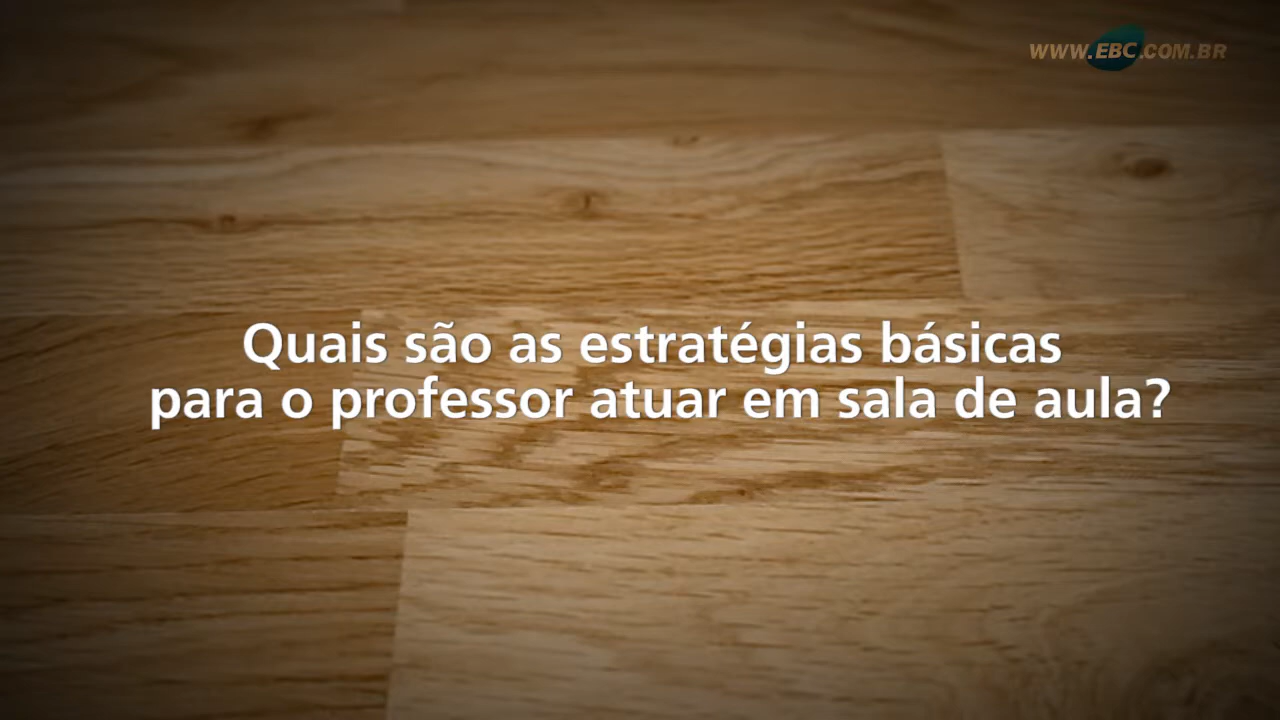 WWW.EBC.COM.BR
Quais são as estratégias básicas
para o professor atuar em sala de aula?